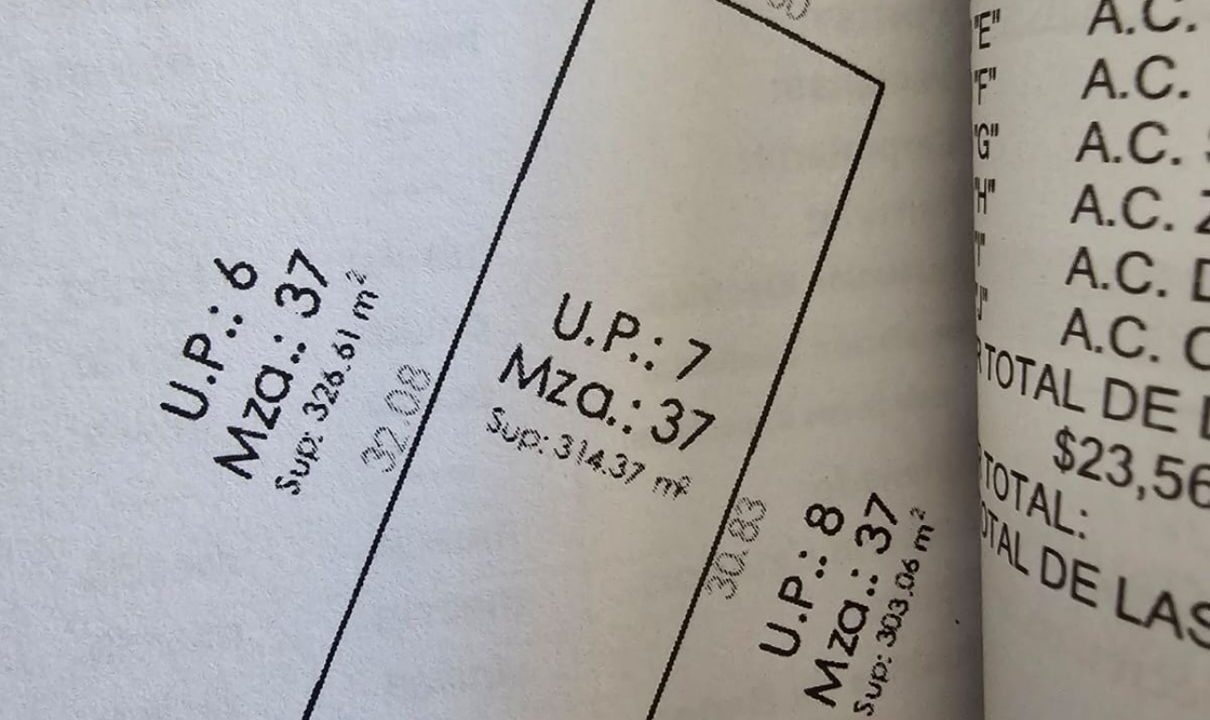 U.P.: 6
Mza.: 37
Sup: 326.61 m²
32.08
U.P.: 7
Mza.: 37
Sup: 314.37 m²
30.83
U.P.: 8
Mza.: 37
Sup: 303.06 m²
"E" A.C.
"F" A.C.
"G" A.C.
"H" A.C.
A.C.
A.C.
TOTAL DE
$23,56
TOTAL:
TOTAL DE LAS